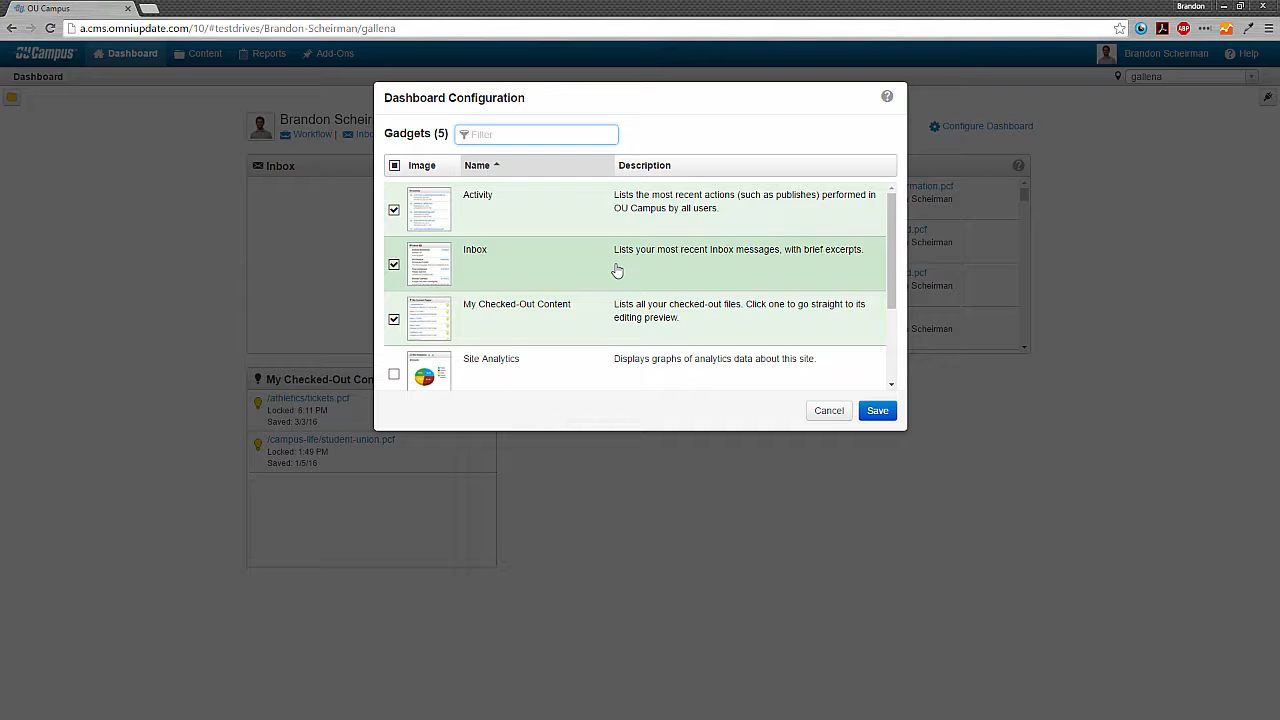 OU Campus
Brandon
a.cms.omniupdate.com/10/#testdrives/Brandon-Scheirman/gallena
ABP
OU Campus Dashboard Content Reports Add-Ons Brandon Scheirman Help
Dashboard
gallena
Dashboard Configuration
Brandon Scheir
Workflow | Inb
Configure Dashboard
Gadgets (5) Filter
Inbox
Image Name Description
Activity
Lists the most recent actions (such as publishes) performed in
OU Campus by all users.
Inbox
Lists your most recent Inbox messages, with brief excerpts.
My Checked-Out Content
Lists all your checked-out files. Click one to go straight to its
editing preview.
Site Analytics
Displays graphs of analytics data about this site.
Cancel Save
rmation.pcf
Scheirman
d.pcf
n Scheirman
d.pcf
n Scheirman
n Scheirman
My Checked-Out Con
/athletics/tickets.pcf
Locked: 6:11 PM
Saved: 3/3/16
/campus-life/student-union.pcf
Locked: 1:49 PM
Saved: 1/5/16